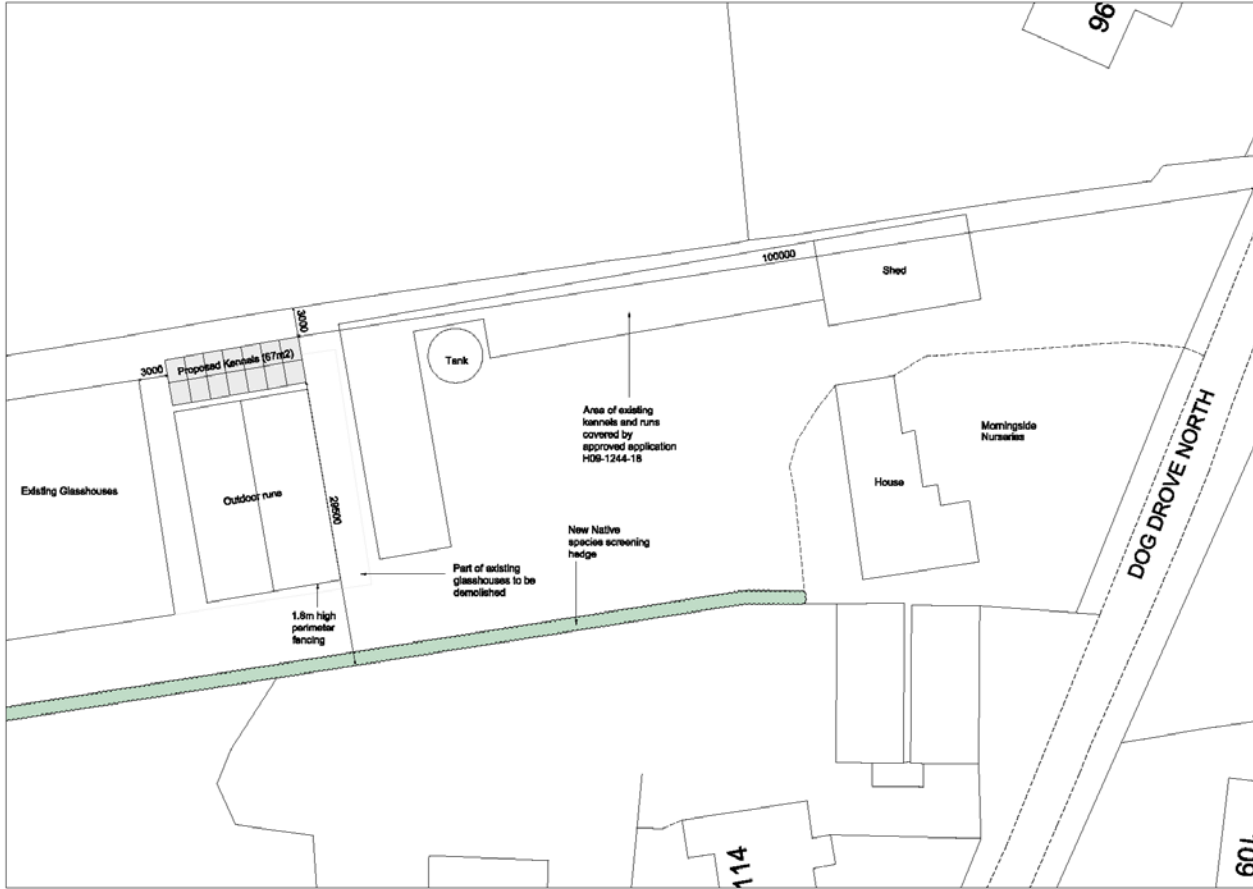 96
100000
Shed
3000
Proposed Kennels (67m2)
3000
Tank
Area of existing
kennels and runs
covered by
approved application
H09-1244-18
Morningside
Nurseries
DOG DROVE NORTH
House
Existing Glasshouses
Outdoor runs
29500
New Native
species screening
hedge
Part of existing
glasshouses to be
demolished
1.8m high
perimeter
fencing
114
109